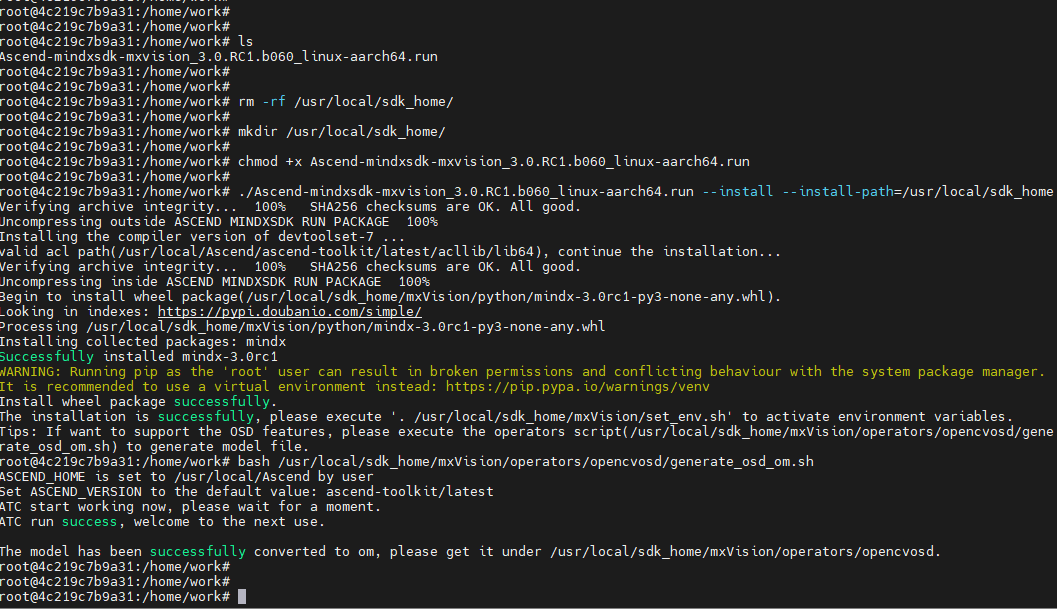 root@4c219c7b9a31:/home/work#
root@4c219c7b9a31:/home/work#
root@4c219c7b9a31:/home/work#
root@4c219c7b9a31:/home/work# ls
Ascend-mindxsdk-mxvision_3.0.RC1.b060_linux-aarch64.run
root@4c219c7b9a31:/home/work#
root@4c219c7b9a31:/home/work#
root@4c219c7b9a31:/home/work# rm -rf /usr/local/sdk_home/
root@4c219c7b9a31:/home/work#
root@4c219c7b9a31:/home/work# mkdir /usr/local/sdk_home/
root@4c219c7b9a31:/home/work#
root@4c219c7b9a31:/home/work# chmod +x Ascend-mindxsdk-mxvision_3.0.RC1.b060_linux-aarch64.run
root@4c219c7b9a31:/home/work#
root@4c219c7b9a31:/home/work# ./Ascend-mindxsdk-mxvision_3.0.RC1.b060_linux-aarch64.run --install --install-path=/usr/local/sdk_home
Verifying archive integrity...  100%   SHA256 checksums are OK. All good.
Uncompressing outside ASCEND MINDXSDK RUN PACKAGE  100%
Installing the compiler version of devtoolset-7 ...
valid acl path(/usr/local/Ascend/ascend-toolkit/latest/acllib/lib64), continue the installation...
Verifying archive integrity...  100%   SHA256 checksums are OK. All good.
Uncompressing inside ASCEND MINDXSDK RUN PACKAGE  100%
Begin to install wheel package(/usr/local/sdk_home/mxVision/python/mindx-3.0rc1-py3-none-any.whl).
Looking in indexes: https://pypi.doubanio.com/simple/
Processing /usr/local/sdk_home/mxVision/python/mindx-3.0rc1-py3-none-any.whl
Installing collected packages: mindx
Successfully installed mindx-3.0rc1
WARNING: Running pip as the 'root' user can result in broken permissions and conflicting behaviour with the system package manager.
It is recommended to use a virtual environment instead: https://pip.pypa.io/warnings/venv
Install wheel package successfully.
The installation is successfully, please execute '. /usr/local/sdk_home/mxVision/set_env.sh' to activate environment variables.
Tips: If want to support the OSD features, please execute the operators script(/usr/local/sdk_home/mxVision/operators/opencvosd/gene
rate_osd_om.sh) to generate model file.
root@4c219c7b9a31:/home/work# bash /usr/local/sdk_home/mxVision/operators/opencvosd/generate_osd_om.sh
ASCEND_HOME is set to /usr/local/Ascend by user
Set ASCEND_VERSION to the default value: ascend-toolkit/latest
ATC start working now, please wait for a moment.
ATC run success, welcome to the next use.
The model has been successfully converted to om, please get it under /usr/local/sdk_home/mxVision/operators/opencvosd.
root@4c219c7b9a31:/home/work#
root@4c219c7b9a31:/home/work#
root@4c219c7b9a31:/home/work#